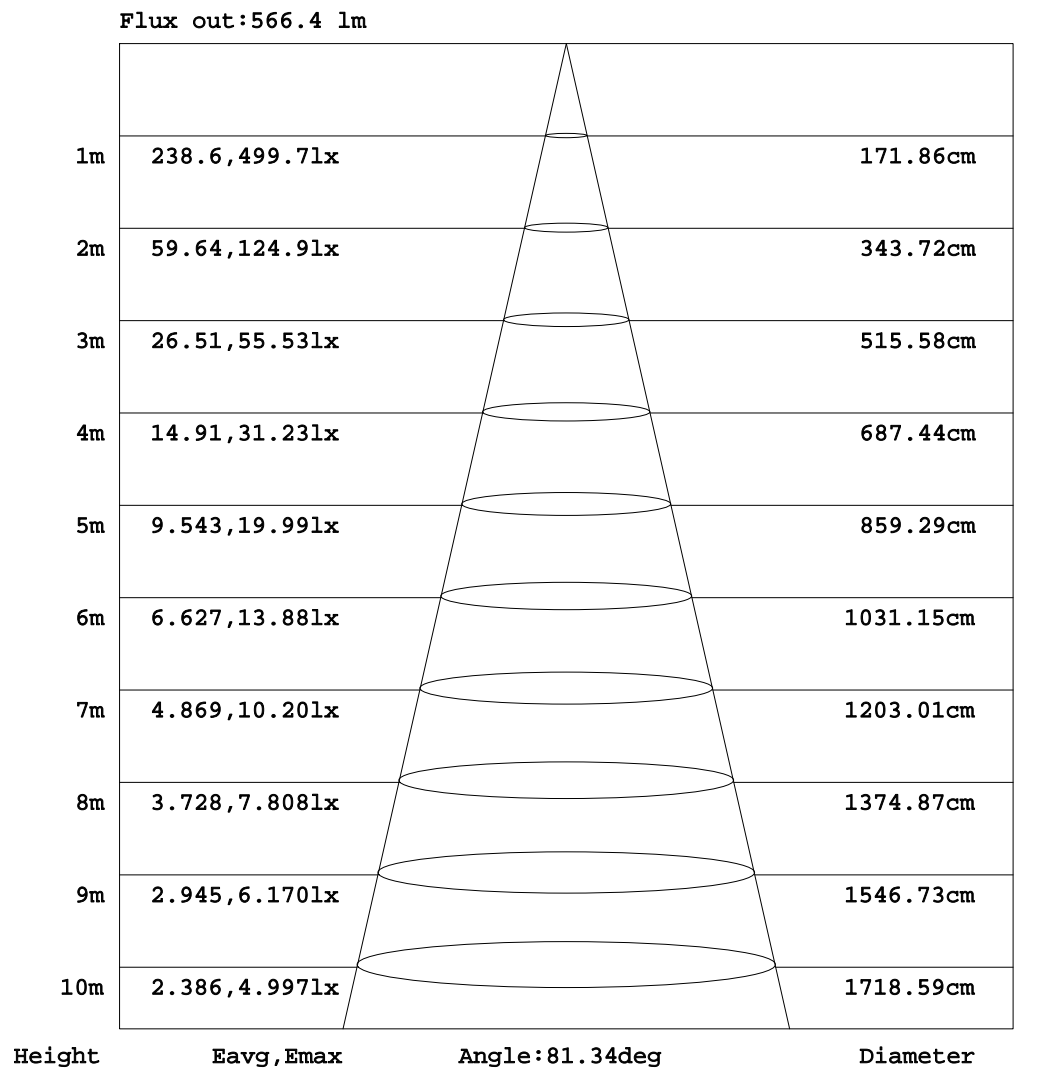 Flux out:566.4 lm
1m 238.6,499.7lx 171.86cm
2m 59.64,124.9lx 343.72cm
3m 26.51,55.53lx 515.58cm
4m 14.91,31.23lx 687.44cm
5m 9.543,19.99lx 859.29cm
6m 6.627,13.88lx 1031.15cm
7m 4.869,10.20lx 1203.01cm
8m 3.728,7.808lx 1374.87cm
9m 2.945,6.170lx 1546.73cm
10m 2.386,4.997lx 1718.59cm
Height Eavg,Emax Angle:81.34deg Diameter